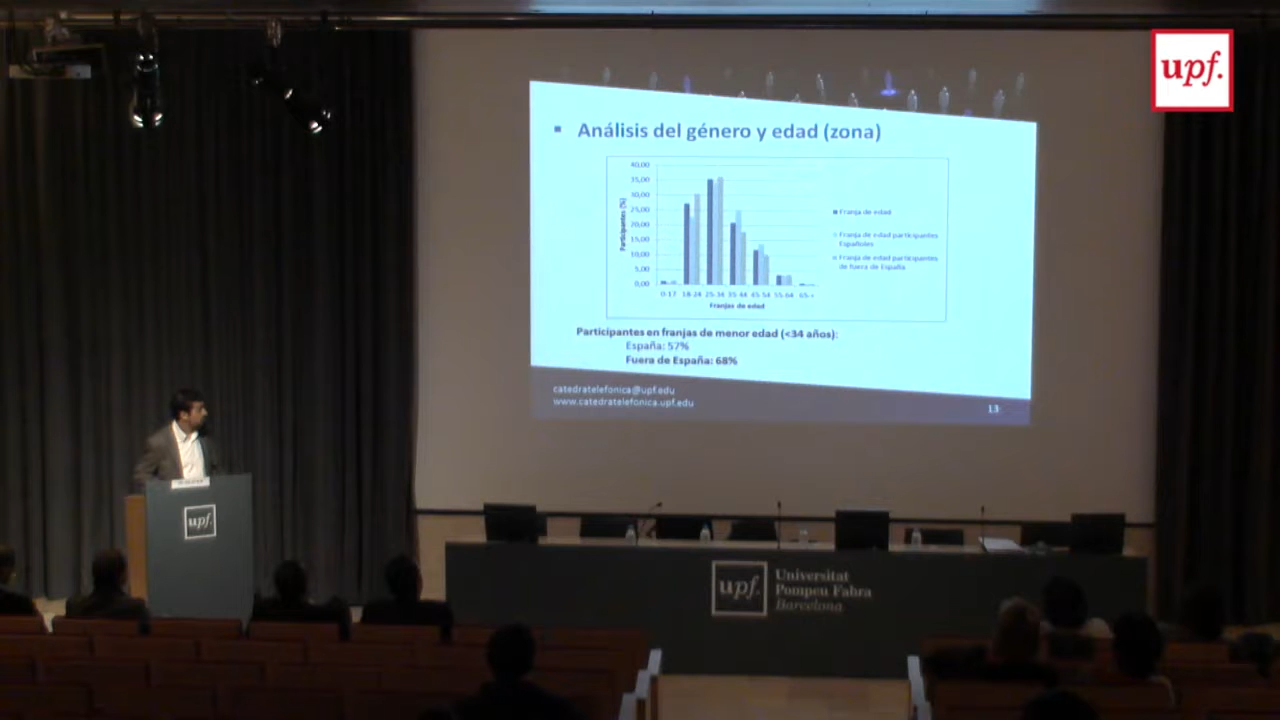 upf.
Análisis del género y edad (zona)
40,00
35,00
30,00
25,00
20,00
15,00
10,00
5,00
0,00
Participantes (%)
0-17 18-24 25-34 35-44 45-54 55-64 65-+
Franjas de edad
Franja de edad
Franja de edad participantes
Españoles
Franja de edad participantes
de fuera de España
Participantes en franjas de menor edad (<34 años):
España: 57%
Fuera de España: 68%
catedratelefonica@upf.edu
www.catedratelefonica.upf.edu
13
upf.
upf.
Universitat
Pompeu Fabra
Barcelona